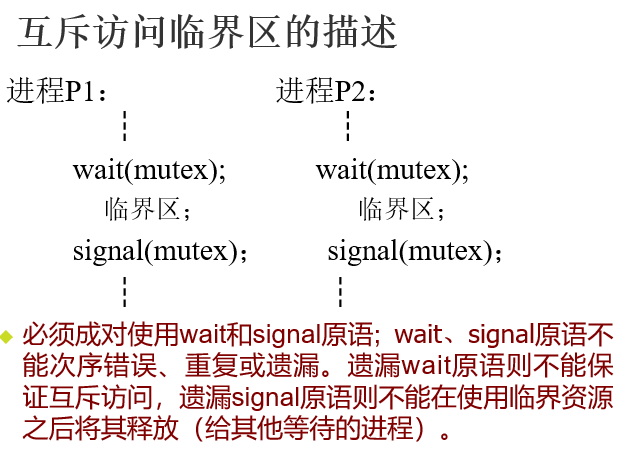 互斥访问临界区的描述
进程P1： 进程P2：
wait(mutex); wait(mutex);
临界区； 临界区；
signal(mutex)； signal(mutex)；
必须成对使用wait和signal原语；wait、signal原语不
能次序错误、重复或遗漏。遗漏wait原语则不能保
证互斥访问，遗漏signal原语则不能在使用临界资源
之后将其释放（给其他等待的进程）。